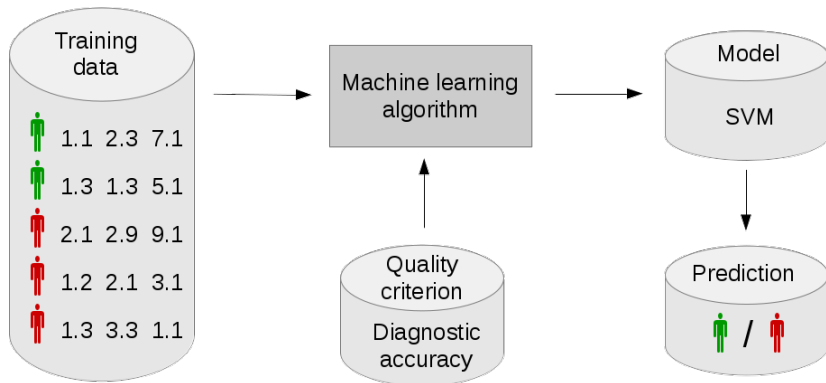 Training
data
1.1 2.3 7.1
1.3 1.3 5.1
2.1 2.9 9.1
1.2 2.1 3.1
1.3 3.3 1.1
Machine learning
algorithm
Quality
criterion
Diagnostic
accuracy
Model
SVM
Prediction
/